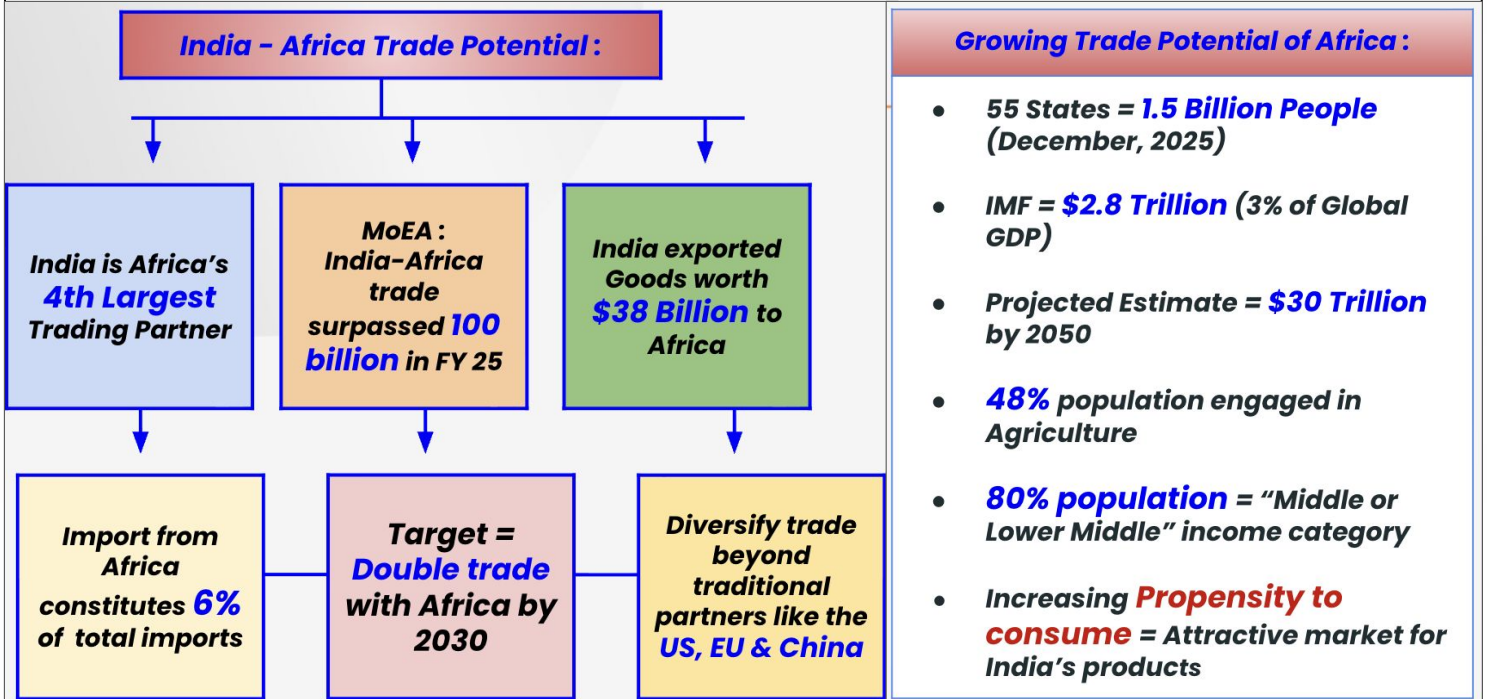 India - Africa Trade Potential :
India is Africa's
4th Largest
Trading Partner
MoEA :
India-Africa
trade
surpassed 100
billion in FY 25
India exported
Goods worth
$38 Billion to
Africa
Import from
Africa
constitutes 6%
of total imports
Target =
Double trade
with Africa by
2030
Diversify trade
beyond
traditional
partners like the
US, EU & China
Growing Trade Potential of Africa :
• 55 States = 1.5 Billion People
(December, 2025)
• IMF = $2.8 Trillion (3% of Global
GDP)
• Projected Estimate = $30 Trillion
by 2050
• 48% population engaged in
Agriculture
• 80% population = “Middle or
Lower Middle” income category
• Increasing Propensity to
consume = Attractive market for
India's products